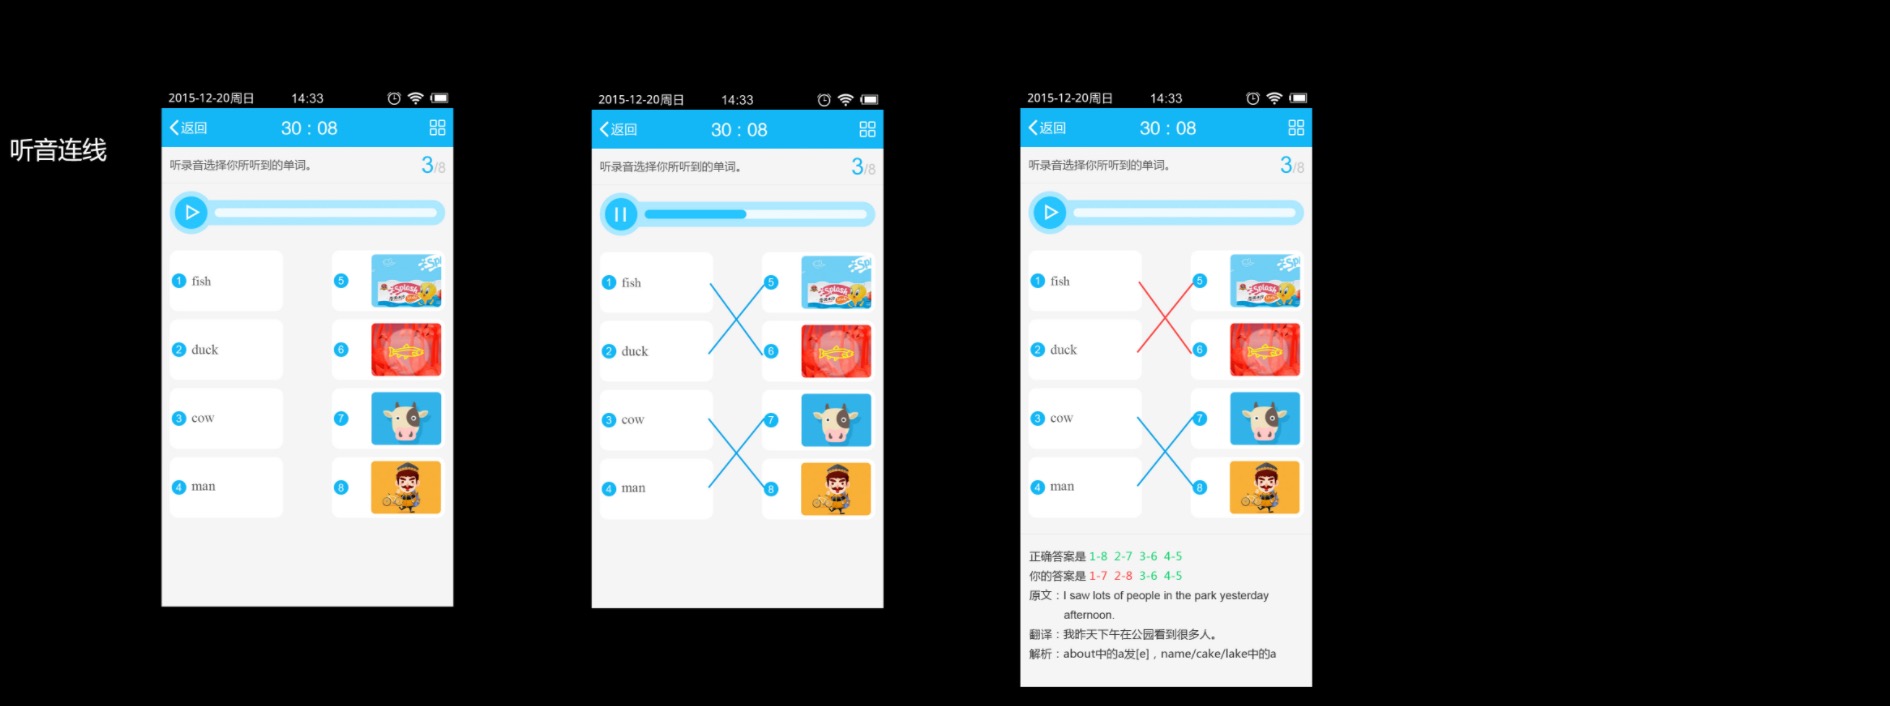 听音连线
2015-12-20周日 14:33
返回 30 : 08
听录音选择你所听到的单词。 3/8
1 fish 5
Splash
2 duck 6
3 cow 7
4 man 8
2015-12-20周日 14:33
返回 30 : 08
听录音选择你所听到的单词。 3/8
1 fish 5
Splash
2 duck 6
3 cow 7
4 man 8
2015-12-20周日 14:33
返回 30 : 08
听录音选择你所听到的单词。 3/8
1 fish 5
Splash
2 duck 6
3 cow 7
4 man 8
正确答案是 1-8 2-7 3-6 4-5
你的答案是 1-7 2-8 3-6 4-5
原文：I saw lots of people in the park yesterday
afternoon.
翻译：我昨天下午在公园看到很多人。
解析：about中的a发[e]，name/cake/lake中的a